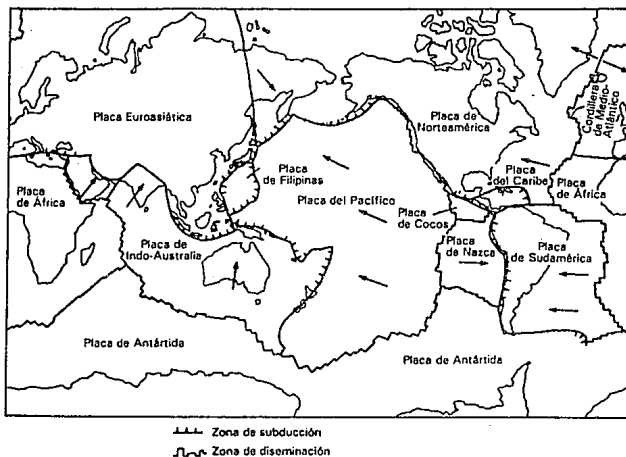 Placa Euroasiática
Placa de
Norteamérica
Cordillera
de Medio-
Atlántico
Placa
de África
Placa
de Filipinas
Placa del Pacífico
Placa
del Caribe
Placa de
África
Placa
de Cocos
Placa de
Indo-Australia
Placa
de Nazca
Placa
de Sudamérica
Placa de Antártida
Placa de Antártida
Zona de subducción
Zona de diseminación